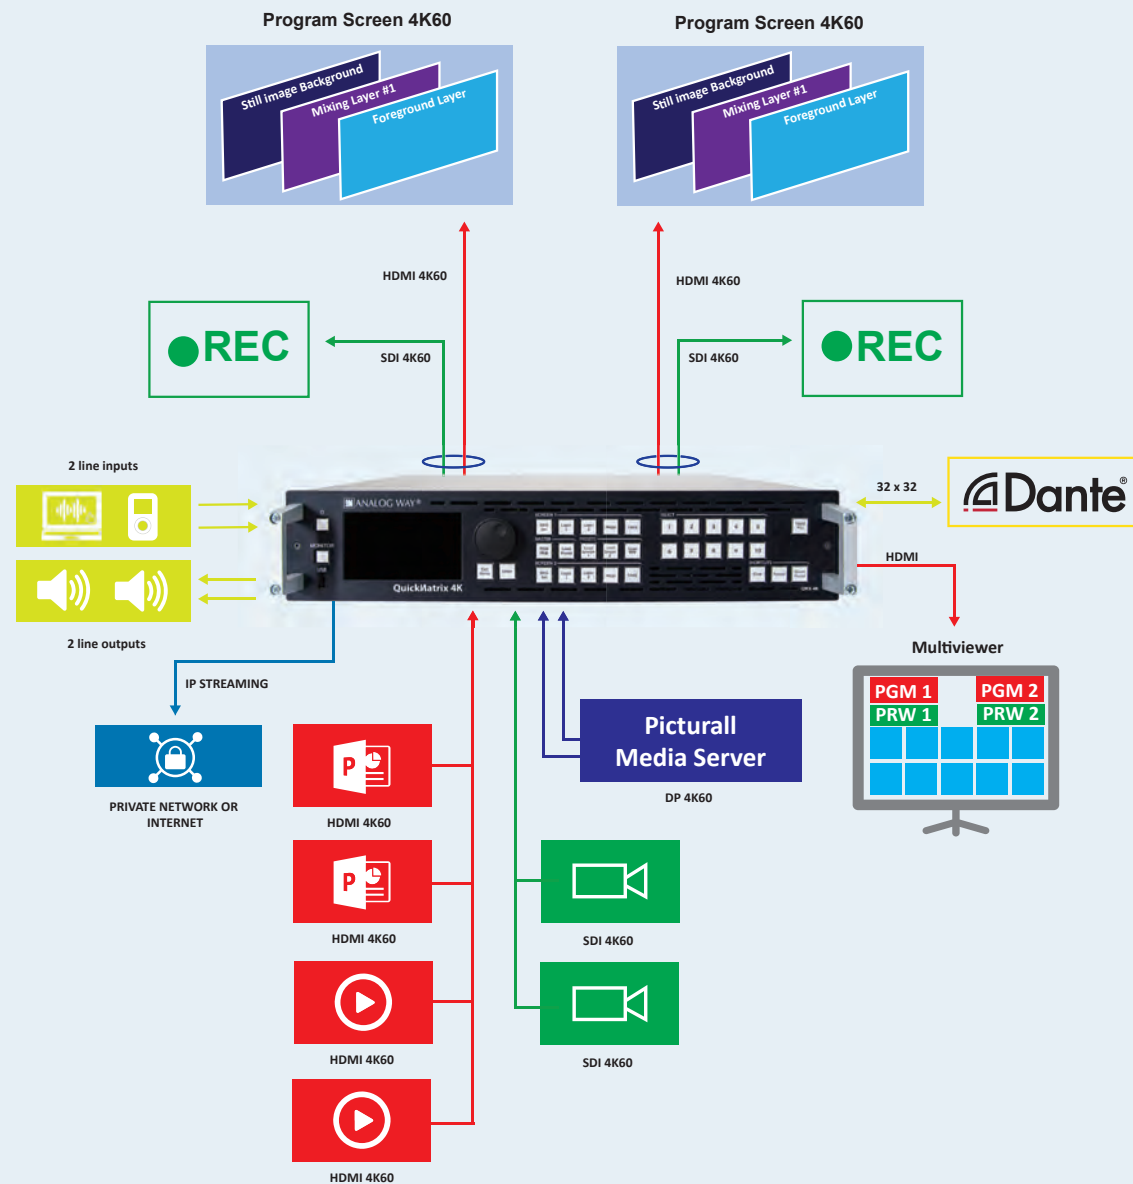 Program Screen 4K60
Program Screen 4K60
Still image Background
Mixing Layer #1
Foreground Layer
Still image Background
Mixing Layer #1
Foreground Layer
HDMI 4K60
HDMI 4K60
REC
SDI 4K60
SDI 4K60
REC
2 line inputs
ANALOG WAY®
MONITOR
USB
QuickMatrix 4K
32 x 32
Dante®
HDMI
2 line outputs
IP STREAMING
PRIVATE NETWORK OR
INTERNET
Multiviewer
PGM 1
PGM 2
PRW 1
PRW 2
Picturall
Media Server
DP 4K60
P
HDMI 4K60
P
HDMI 4K60
SDI 4K60
HDMI 4K60
SDI 4K60
HDMI 4K60